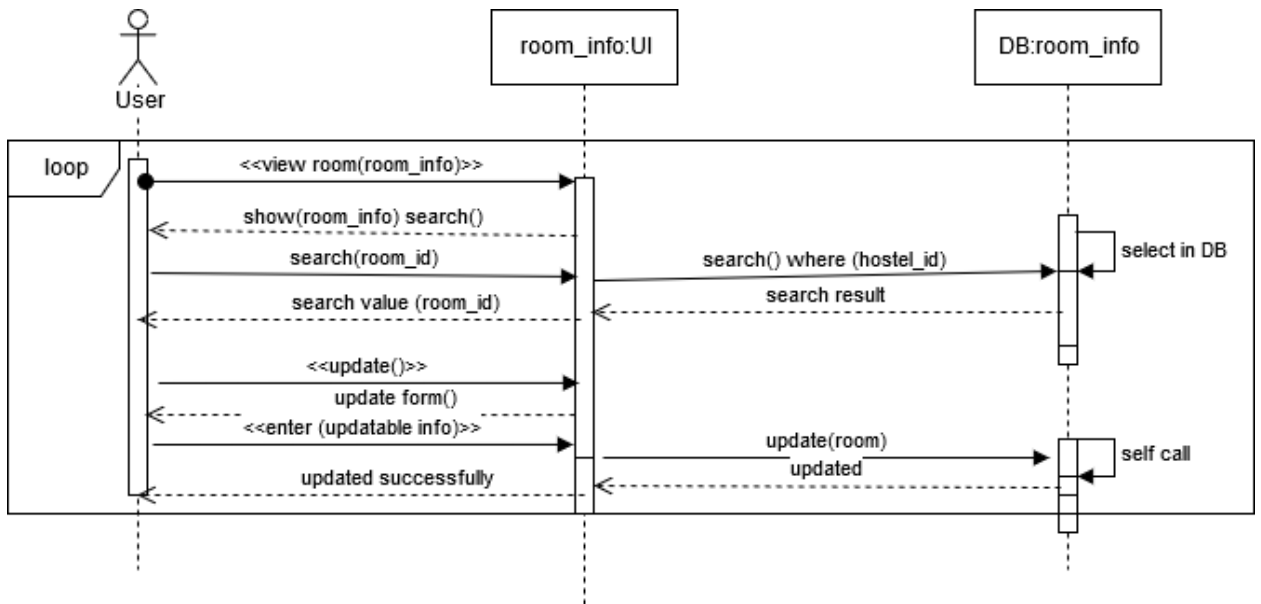 room_info:UI
DB:room_info
User
loop
<<view room(room_info)>>
show(room_info) search()
search(room_id)
search() where (hostel_id)
select in DB
search result
search value (room_id)
<<update()>>
update form()
<<enter (updatable info)>>
update(room)
self call
updated
updated successfully